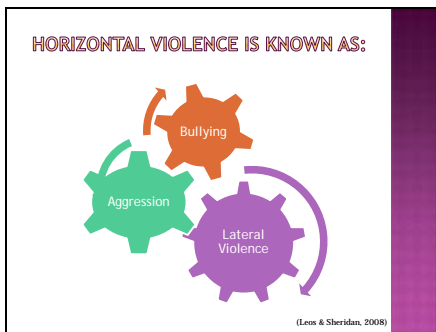 HORIZONTAL VIOLENCE IS KNOWN AS:
Bullying
Aggression
Lateral
Violence
(Leos & Sheridan, 2008)